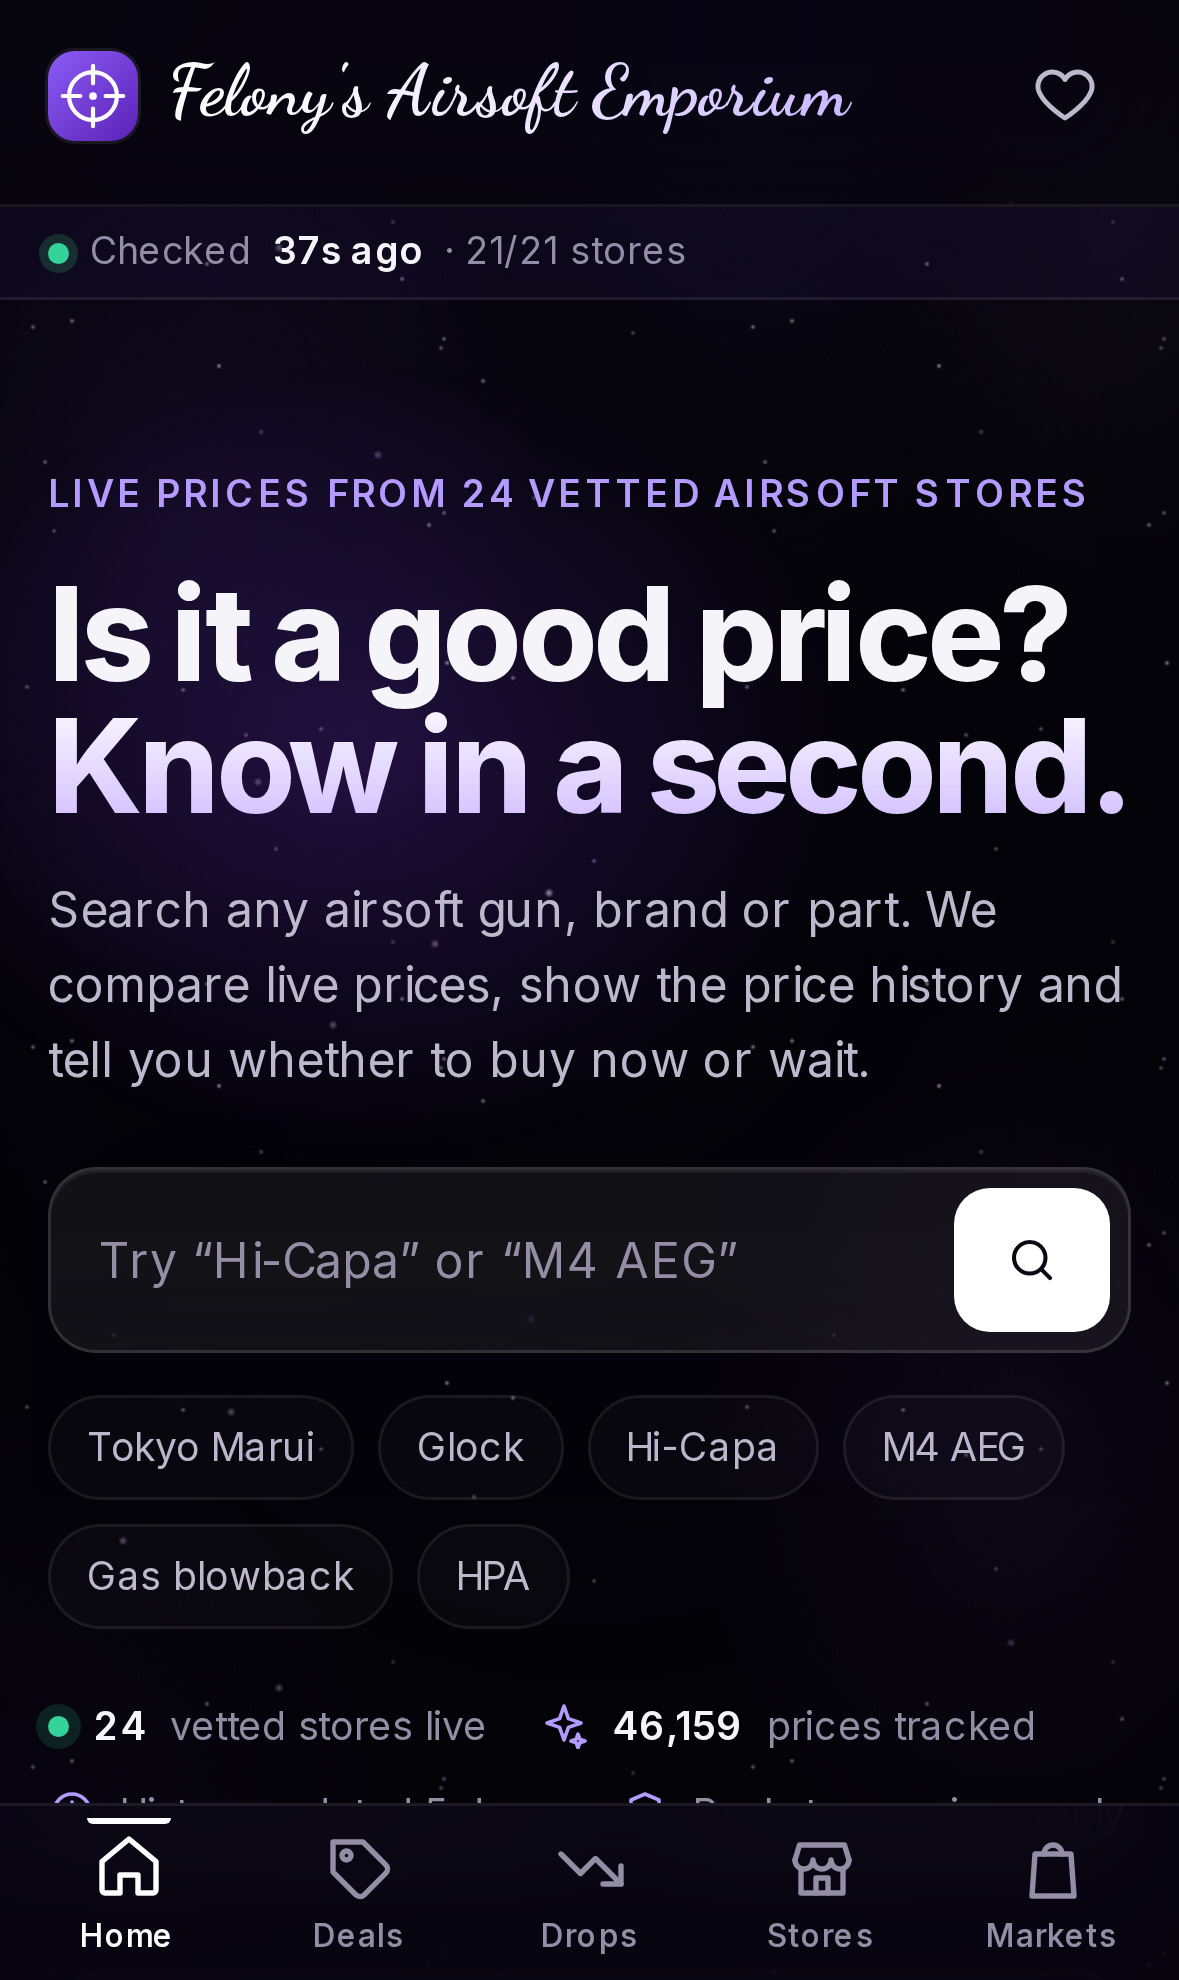 Felony's Airsoft Emporium
Checked 37s ago · 21/21 stores
LIVE PRICES FROM 24 VETTED AIRSOFT STORES
Is it a good price?
Know in a second.
Search any airsoft gun, brand or part. We
compare live prices, show the price history and
tell you whether to buy now or wait.
Try “Hi-Capa” or “M4 AEG”
Tokyo Marui
Glock
Hi-Capa
M4 AEG
Gas blowback
HPA
24 vetted stores live
46,159 prices tracked
Home
Deals
Drops
Stores
Markets